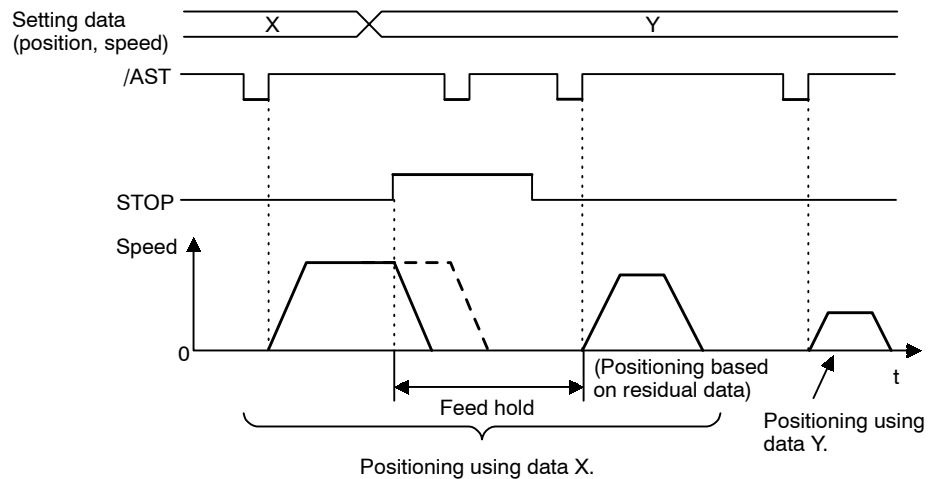 Setting data
(position, speed)
X
Y
/AST
STOP
Speed
0
t
(Positioning based
on residual data)
Feed hold
Positioning using data X.
Positioning using
data Y.